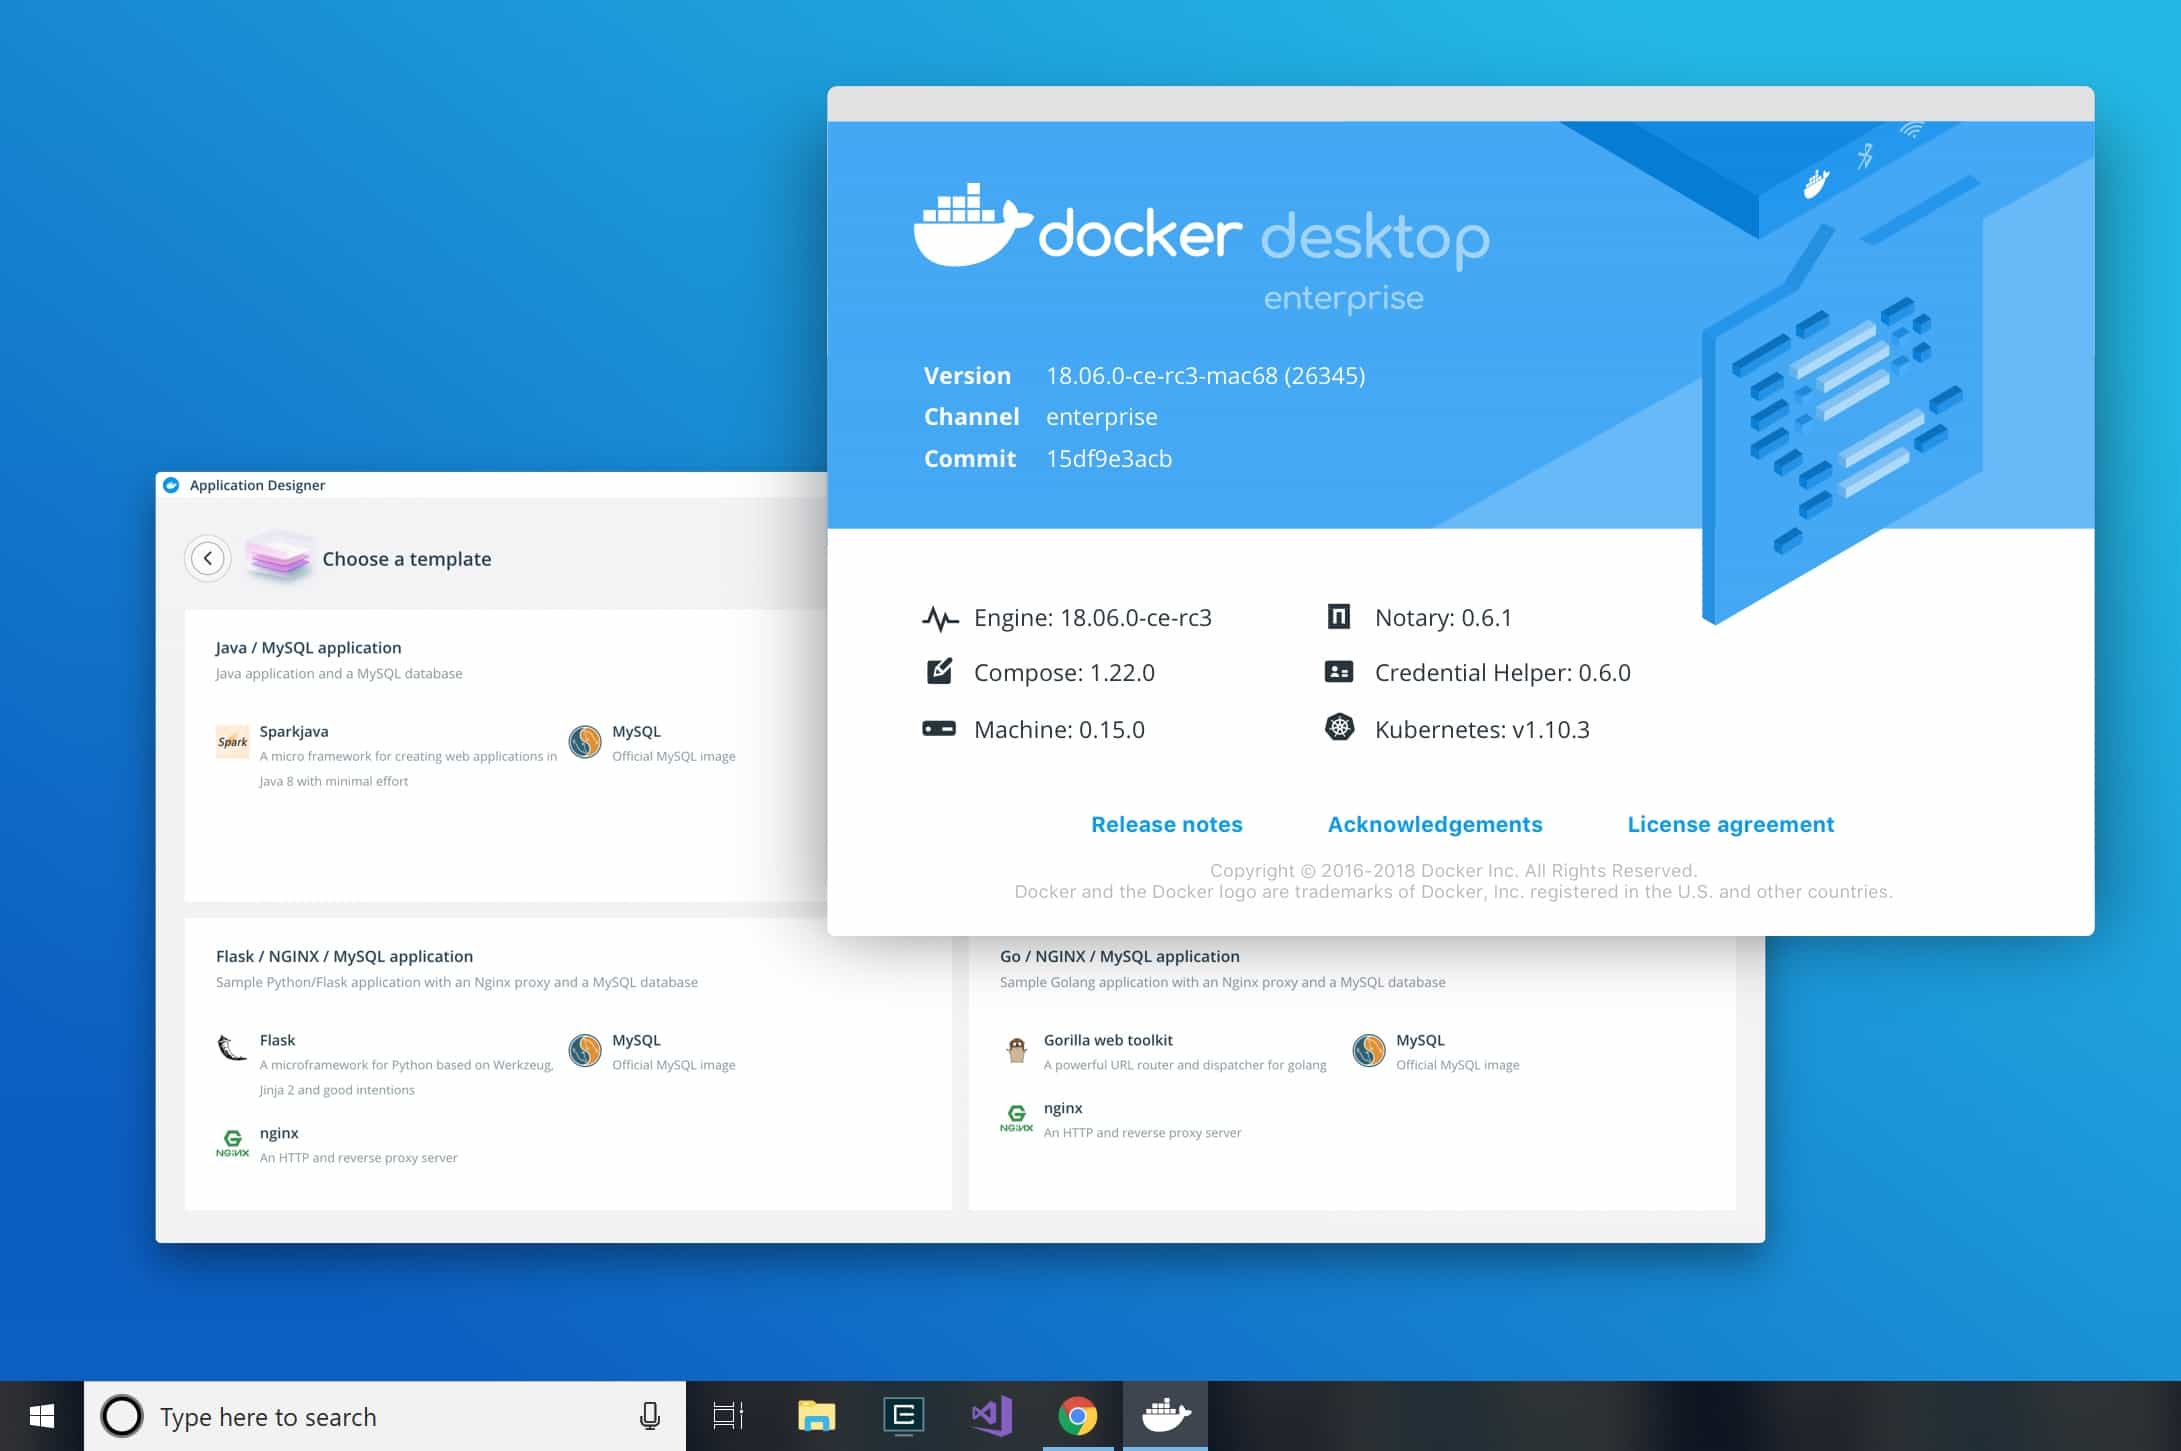 docker desktop
enterprise
Version 18.06.0-ce-rc3-mac68 (26345)
Channel enterprise
Commit 15df9e3acb
Engine: 18.06.0-ce-rc3
Notary: 0.6.1
Compose: 1.22.0
Credential Helper: 0.6.0
Machine: 0.15.0
Kubernetes: v1.10.3
Release notes
Acknowledgements
License agreement
Copyright © 2016-2018 Docker Inc. All Rights Reserved.
Docker and the Docker logo are trademarks of Docker, Inc. registered in the U.S. and other countries.
Application Designer
Choose a template
Java / MySQL application
Java application and a MySQL database
Spark
Sparkjava
A micro framework for creating web applications in
Java 8 with minimal effort
MySQL
Official MySQL image
Flask / NGINX / MySQL application
Sample Python/Flask application with an Nginx proxy and a MySQL database
Flask
A microframework for Python based on Werkzeug,
Jinja 2 and good intentions
MySQL
Official MySQL image
NGINX
nginx
An HTTP and reverse proxy server
Go / NGINX / MySQL application
Sample Golang application with an Nginx proxy and a MySQL database
Gorilla web toolkit
A powerful URL router and dispatcher for golang
MySQL
Official MySQL image
NGINX
nginx
An HTTP and reverse proxy server
Type here to search